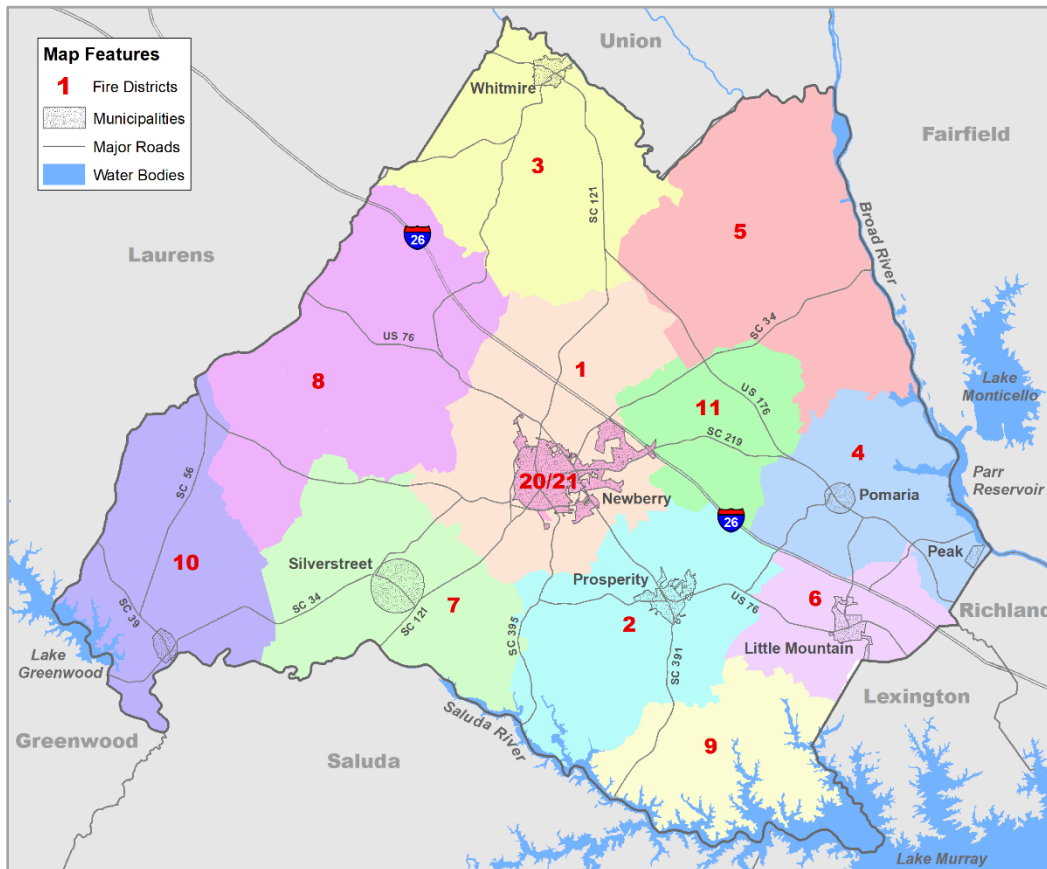 Map Features
1 Fire Districts
Municipalities
Major Roads
Water Bodies
Union
Fairfield
Laurens
Whitmire
3
SC 121
5
Broad River
26
US 76
SC 34
8
1
11
US 176
SC 219
Lake
Monticello
4
Parr
Reservoir
SC 56
20/21
Newberry
Pomaria
26
Peak
10
Silverstreet
SC 34
7
SC 121
SC 39
Prosperity
2
SC 395
SC 391
US 76
6
Little Mountain
Richland
Lake
Greenwood
Greenwood
Saluda
Saluda River
9
Lexington
Lake Murray